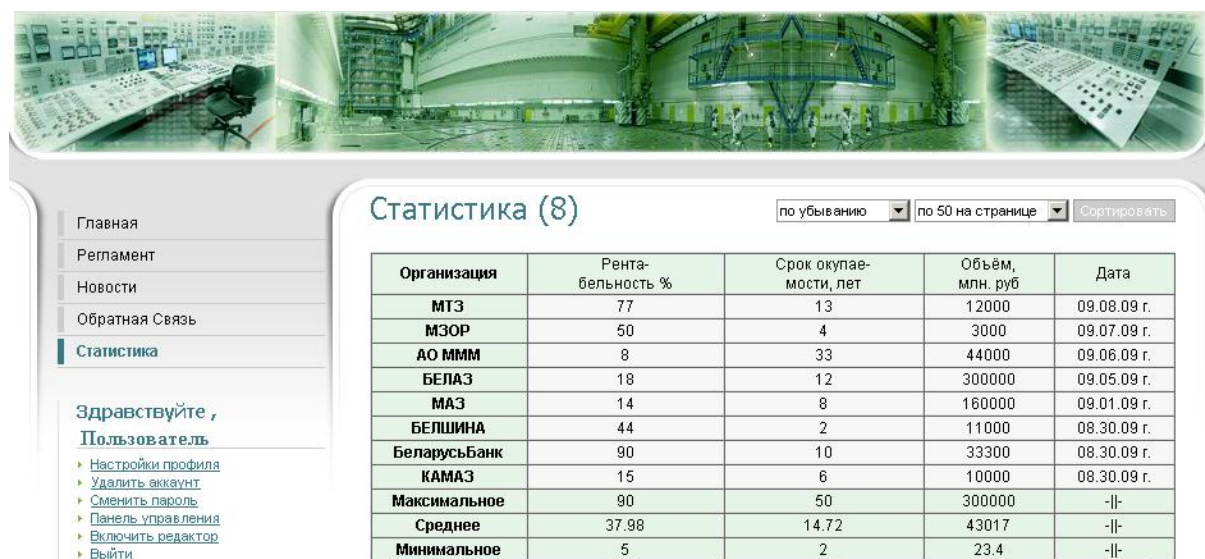 Главная
Регламент
Новости
Обратная Связь
Статистика
Здравствуйте ,
Пользователь
Настройки профиля
Удалить аккаунт
Сменить пароль
Панель управления
Включить редактор
Выйти
Статистика (8)
по убыванию по 50 на странице Сортировать
Организация Рента-бельность % Срок окупае-мости, лет Объём, млн. руб Дата
МТЗ 77 13 12000 09.08.09 г.
МЗОР 50 4 3000 09.07.09 г.
АО МММ 8 33 44000 09.06.09 г.
БЕЛАЗ 18 12 300000 09.05.09 г.
МАЗ 14 8 160000 09.01.09 г.
БЕЛШИНА 44 2 11000 08.30.09 г.
БеларусьБанк 90 10 33300 08.30.09 г.
КАМАЗ 15 6 10000 08.30.09 г.
Максимальное 90 50 300000 -||-
Среднее 37.98 14.72 43017 -||-
Минимальное 5 2 23.4 -||-